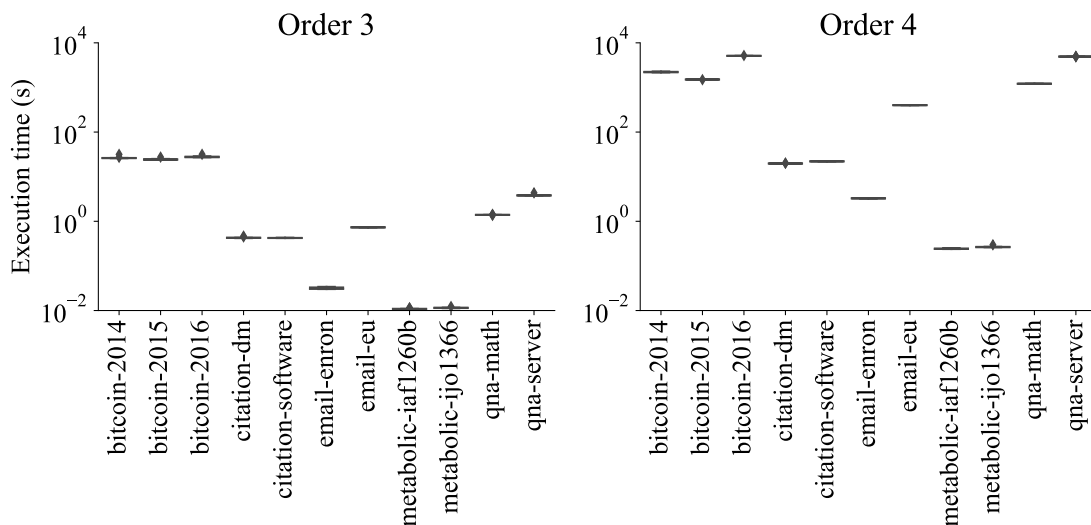 Order 3
Order 4
Execution time (s)
10^4
10^2
10^0
10^-2
bitcoin-2014
bitcoin-2015
bitcoin-2016
citation-dm
citation-software
email-enron
email-eu
metabolic-iaf1260b
metabolic-ijo1366
qna-math
qna-server
10^4
10^2
10^0
10^-2
bitcoin-2014
bitcoin-2015
bitcoin-2016
citation-dm
citation-software
email-enron
email-eu
metabolic-iaf1260b
metabolic-ijo1366
qna-math
qna-server